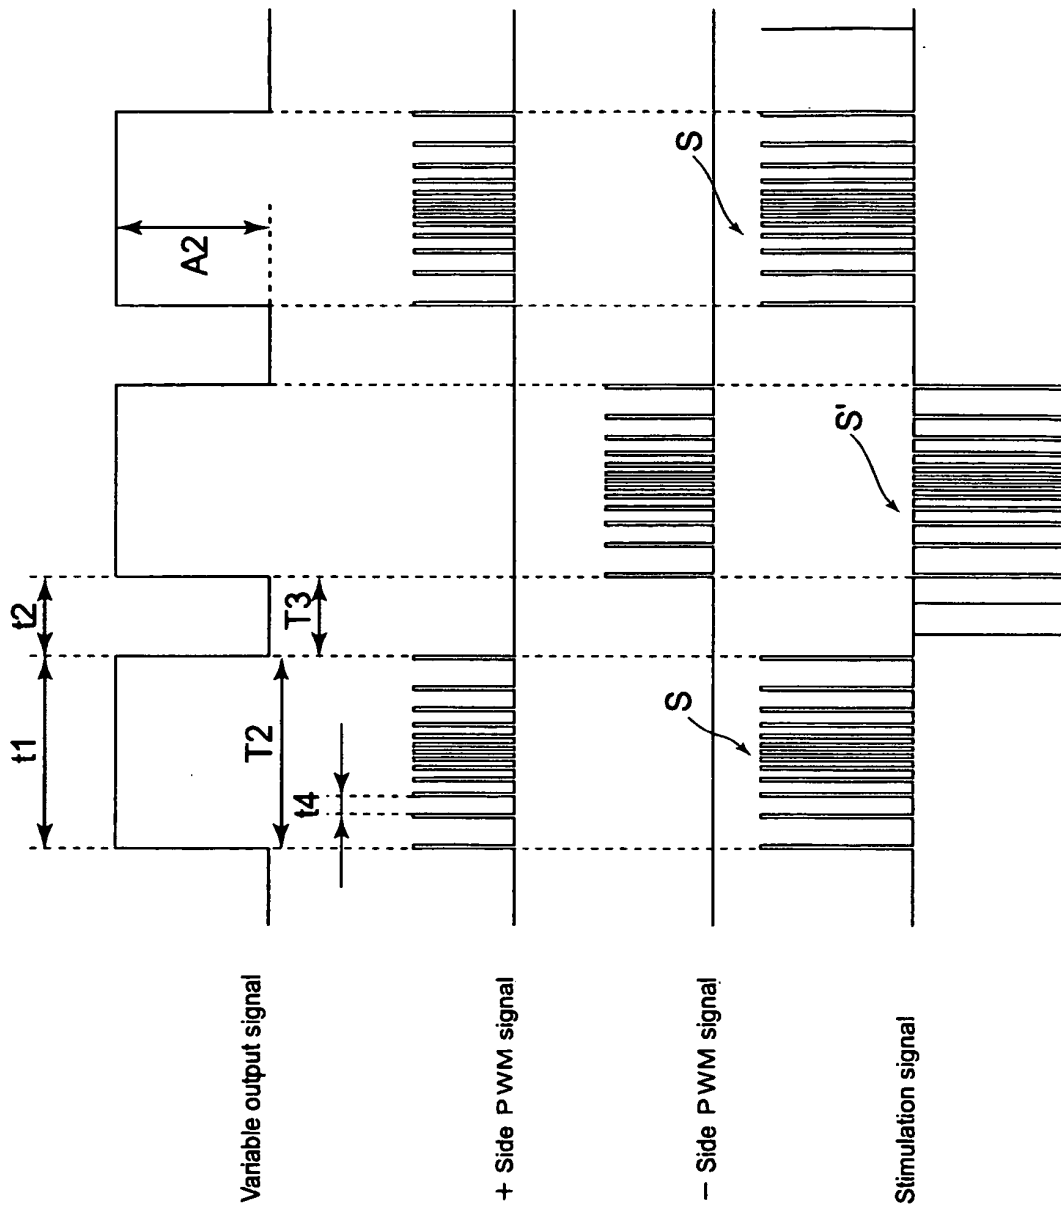 t1
t2
A2
Variable output signal
T2
T3
t4
+ Side PWM signal
S
S
− Side PWM signal
S'
Stimulation signal